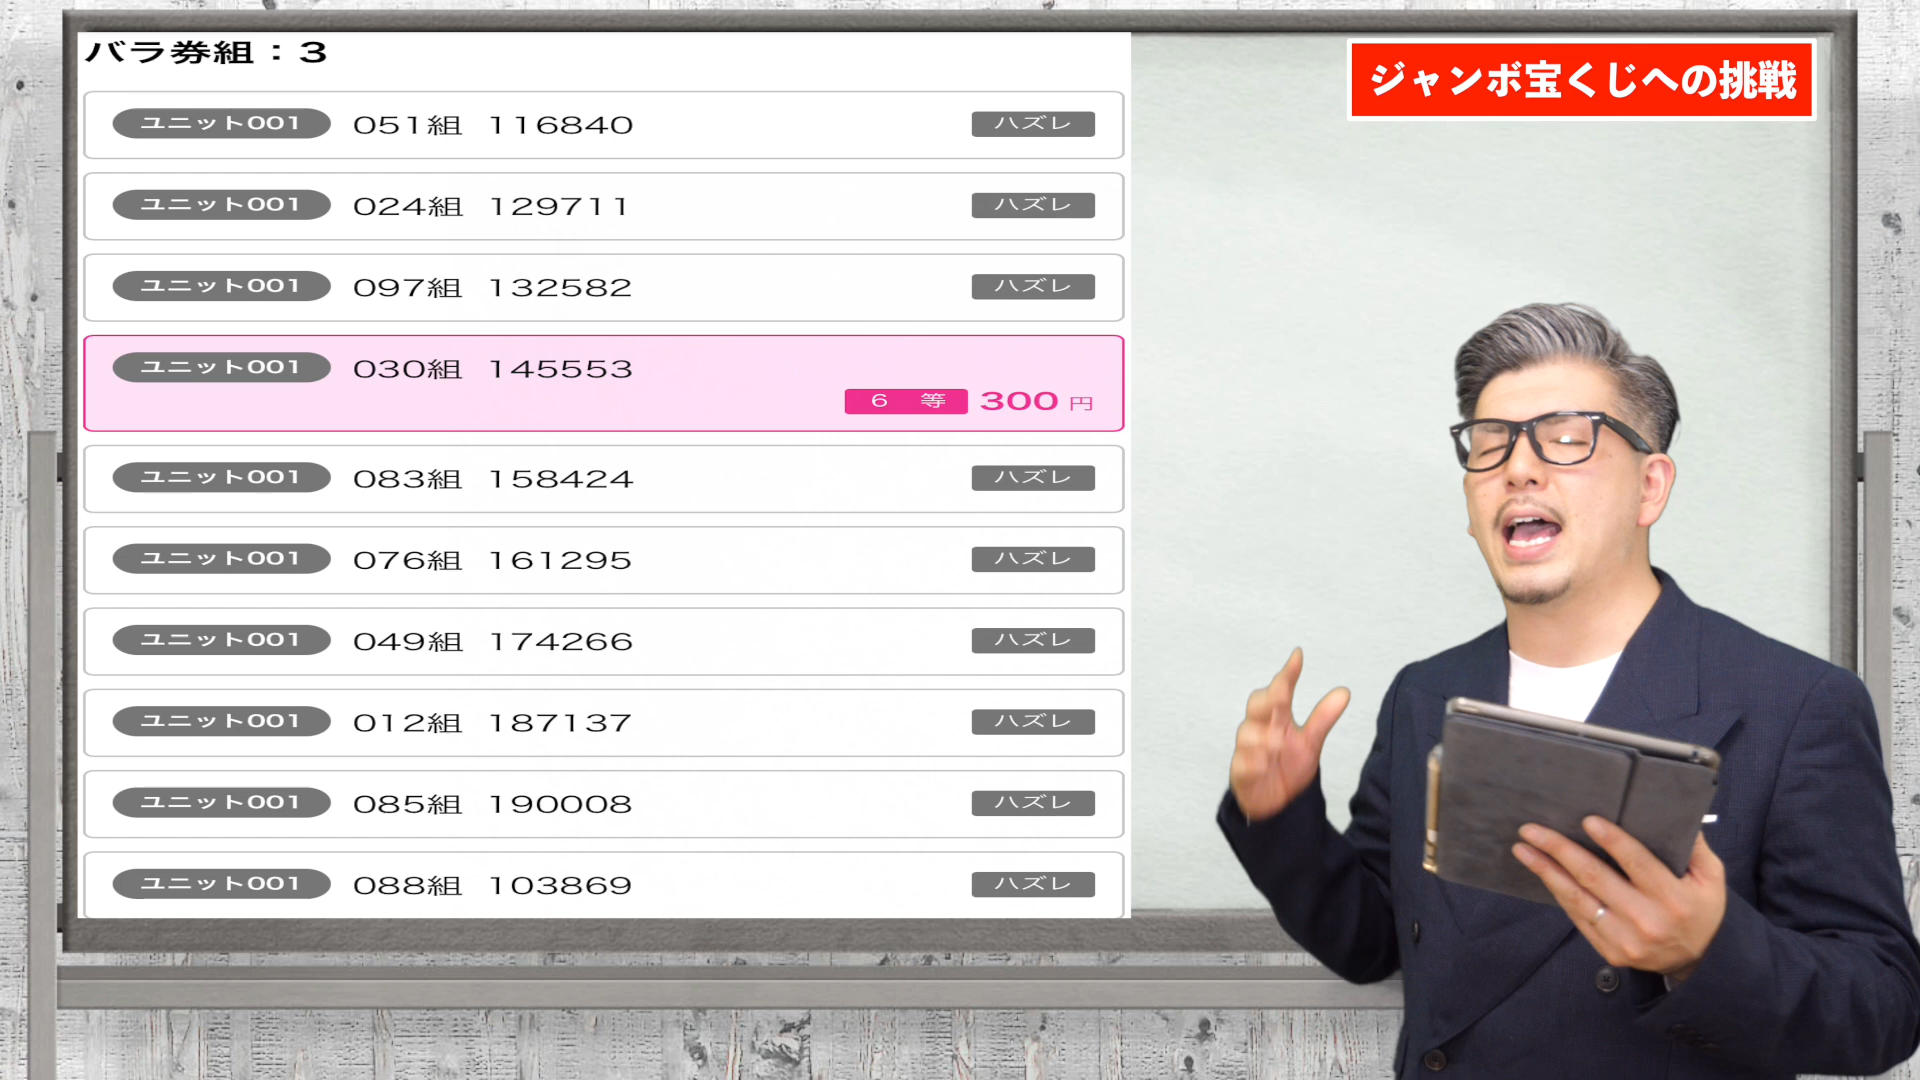 バラ券組：3
ジャンボ宝くじへの挑戦
ユニット001 051組 116840 ハズレ
ユニット001 024組 129711 ハズレ
ユニット001 097組 132582 ハズレ
ユニット001 030組 145553
6 等 300 円
ユニット001 083組 158424 ハズレ
ユニット001 076組 161295 ハズレ
ユニット001 049組 174266 ハズレ
ユニット001 012組 187137 ハズレ
ユニット001 085組 190008 ハズレ
ユニット001 088組 103869 ハズレ